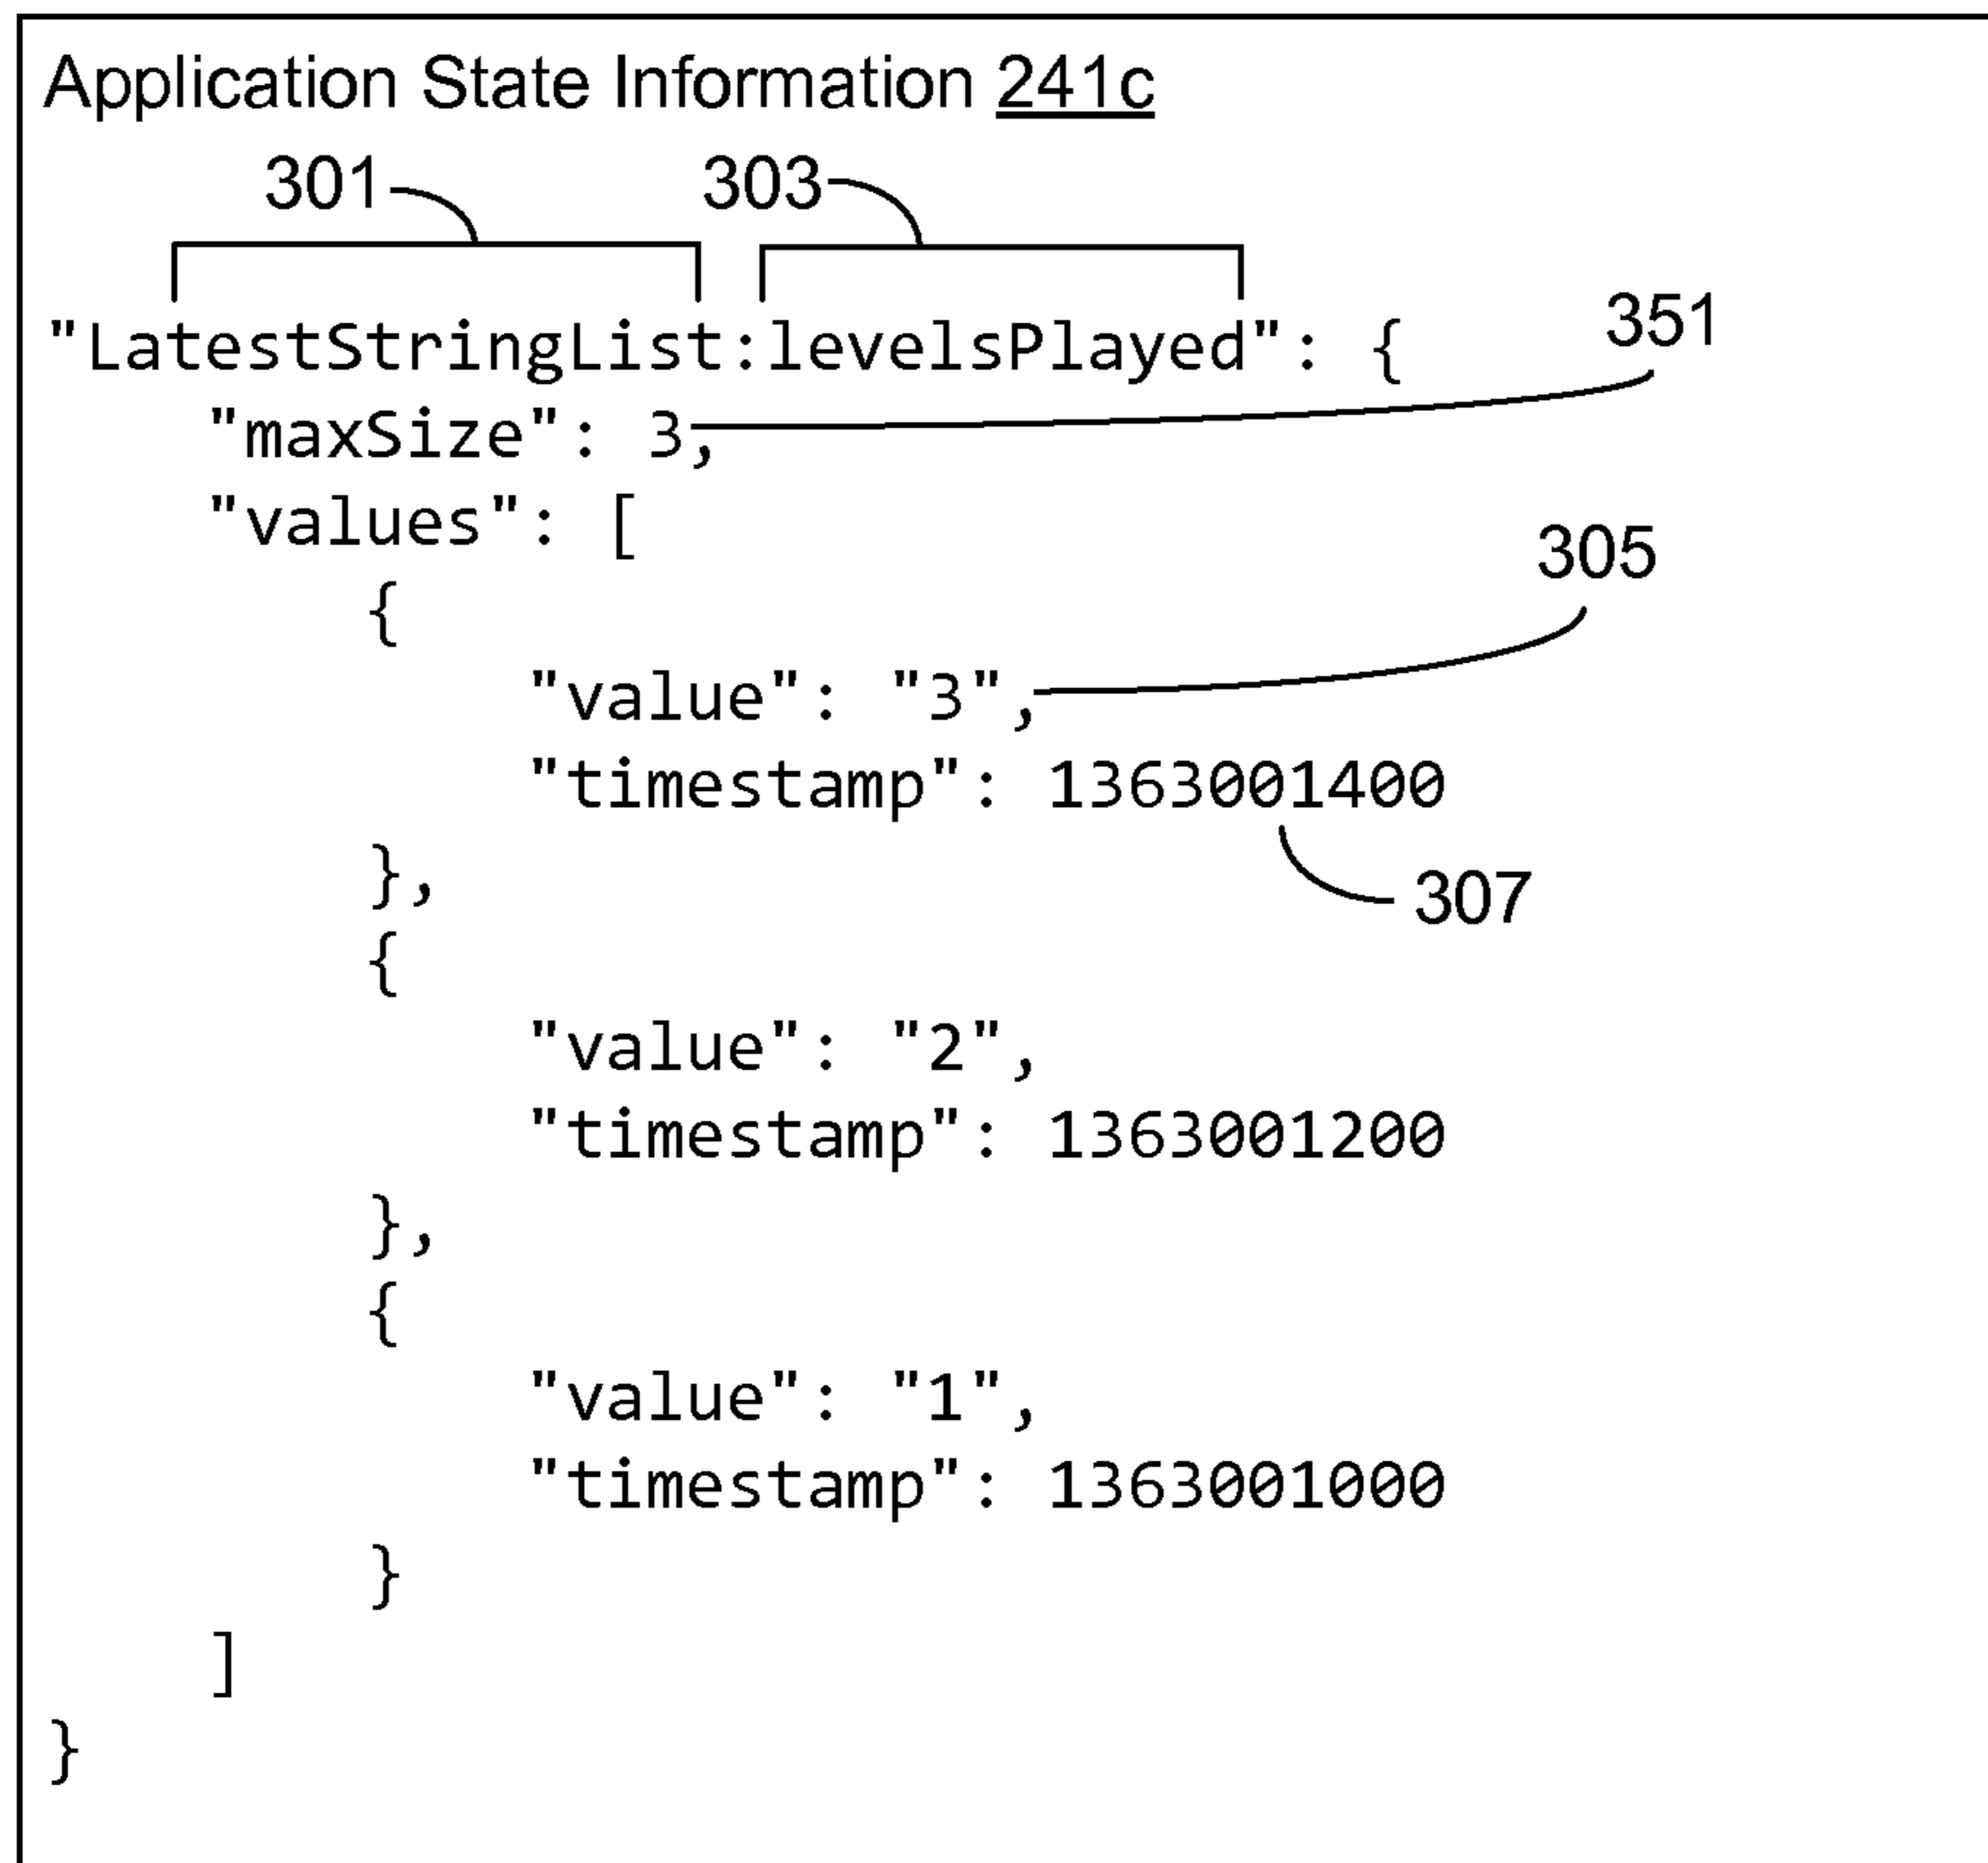 Application State Information 241c
301 303
"LatestStringList:levelsPlayed": {
351
"maxSize": 3,
"values": [
305
{
"value": "3",
"timestamp": 1363001400
},
307
{
"value": "2",
"timestamp": 1363001200
},
{
"value": "1",
"timestamp": 1363001000
}
]
}